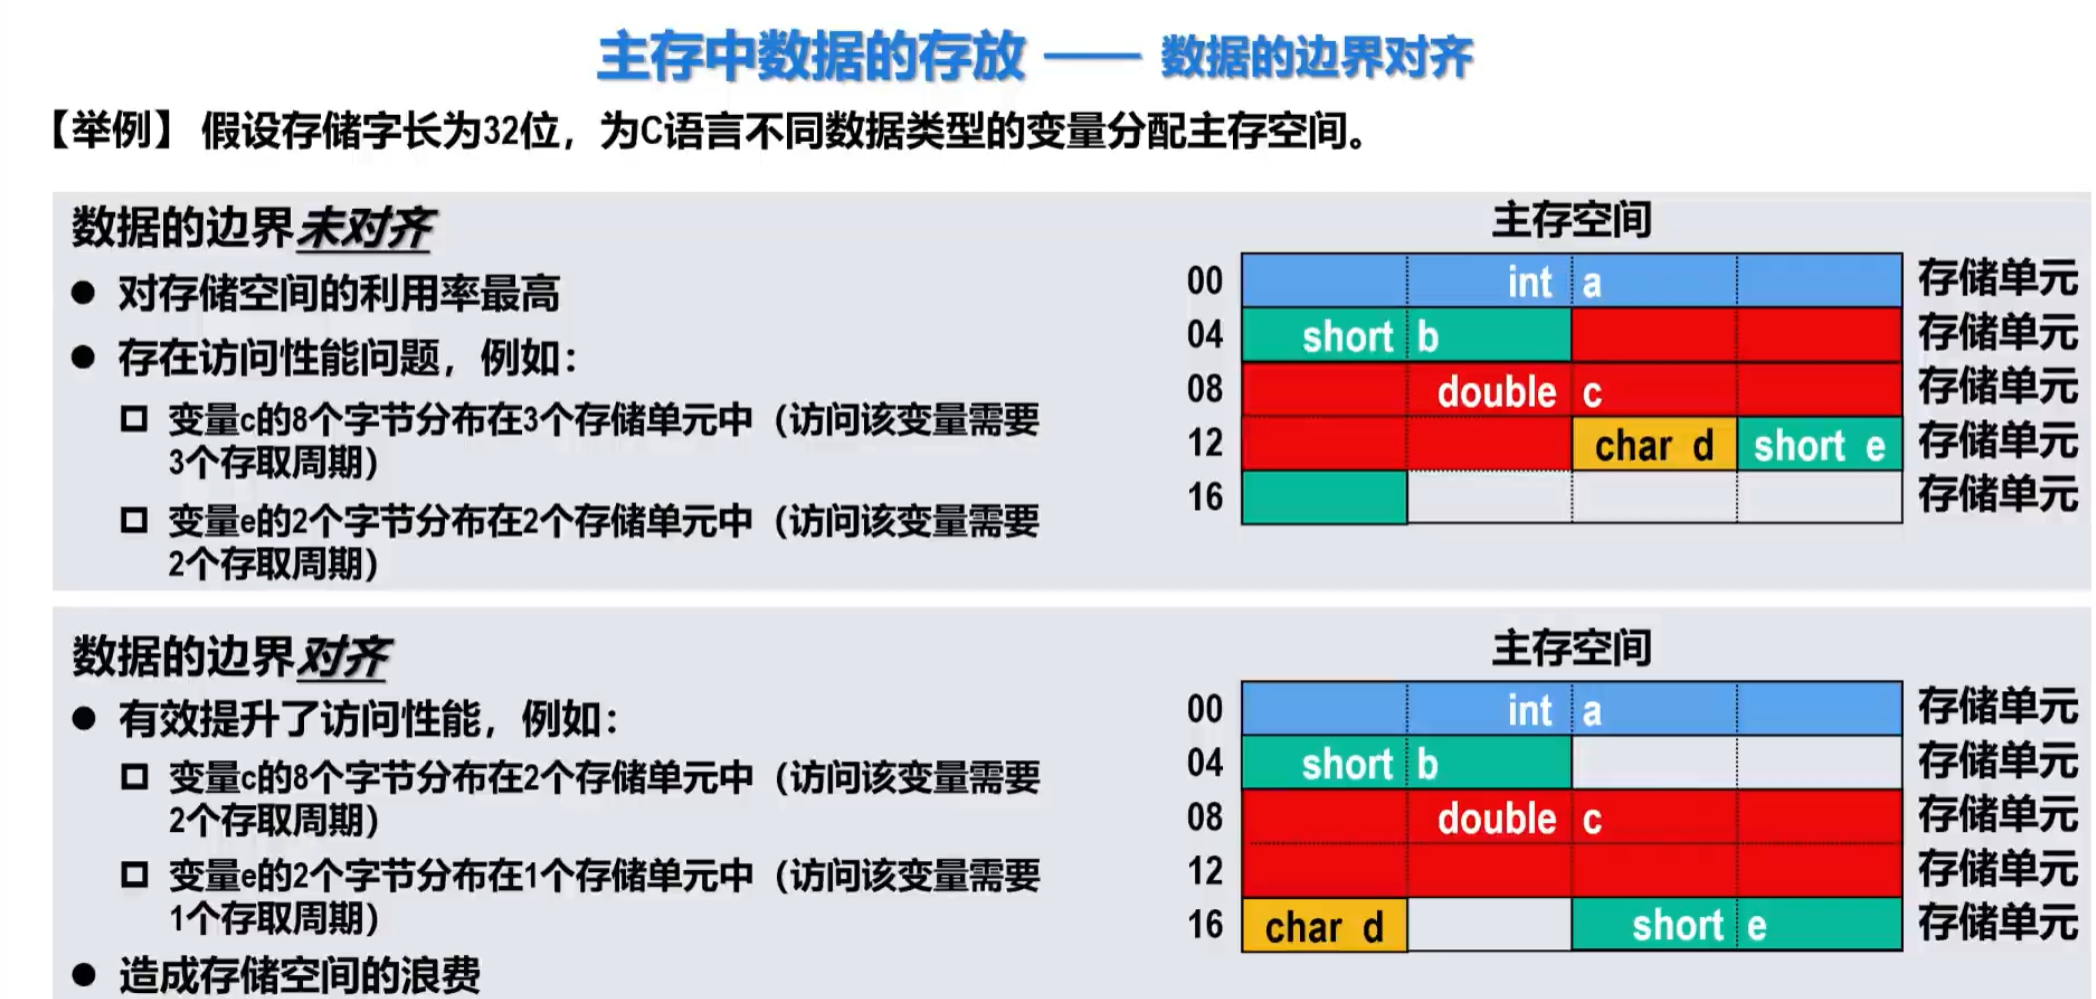 主存中数据的存放 —— 数据的边界对齐
【举例】 假设存储字长为32位，为C语言不同数据类型的变量分配主存空间。
数据的边界未对齐
● 对存储空间的利用率最高
● 存在访问性能问题，例如：
□ 变量c的8个字节分布在3个存储单元中（访问该变量需要
3个存取周期）
□ 变量e的2个字节分布在2个存储单元中（访问该变量需要
2个存取周期）
主存空间
00 int a 存储单元
04 short b 存储单元
08 double c 存储单元
12 char d short e 存储单元
16 存储单元
数据的边界对齐
● 有效提升了访问性能，例如：
□ 变量c的8个字节分布在2个存储单元中（访问该变量需要
2个存取周期）
□ 变量e的2个字节分布在1个存储单元中（访问该变量需要
1个存取周期）
● 造成存储空间的浪费
主存空间
00 int a 存储单元
04 short b 存储单元
08 double c 存储单元
12 存储单元
16 char d short e 存储单元